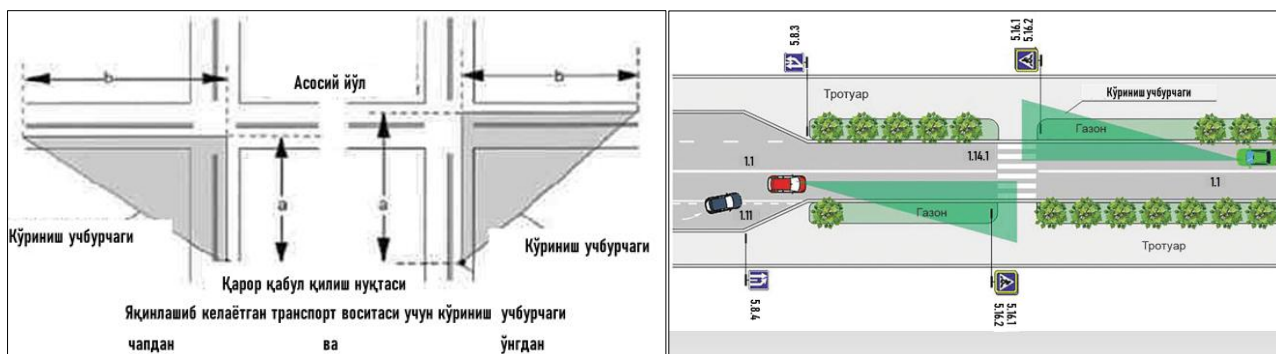 b
Асосий йўл
b
a
a
Кўриниш учбурчаги
Кўриниш учбурчаги
Қарор қабул қилиш нуқтаси
Яқинлашиб келаётган транспорт воситаси учун кўриниш учбурчаги
чапдан ва ўнгдан
5.8.3
5.16.1
5.16.2
Тротуар
Кўриниш учбурчаги
Газон
1.1
1.14.1
1.1
1.11
Газон
Тротуар
5.8.4
5.16.2
5.16.1